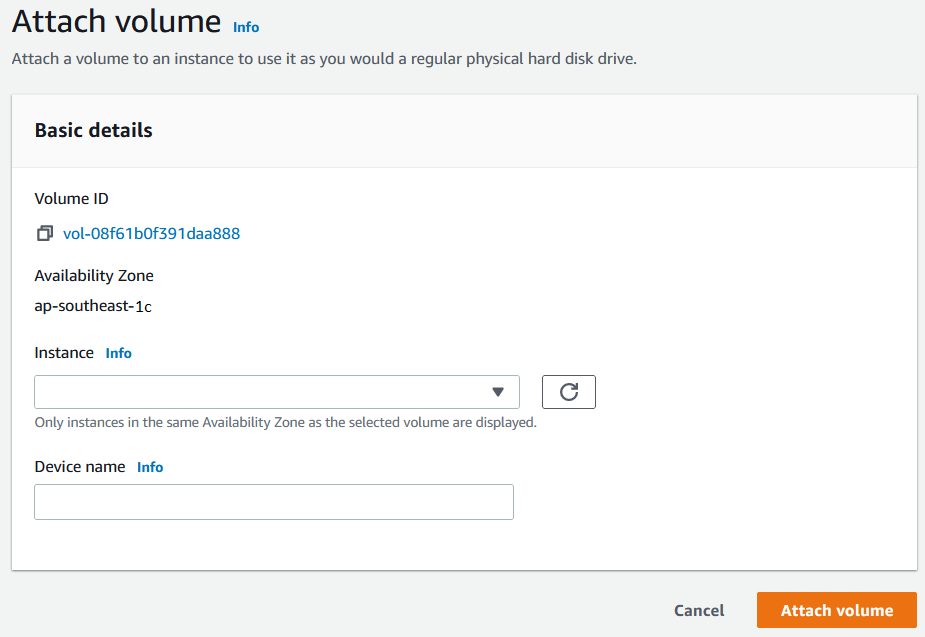 Attach volume Info
Attach a volume to an instance to use it as you would a regular physical hard disk drive.
Basic details
Volume ID
vol-08f61b0f391daa888
Availability Zone
ap-southeast-1c
Instance Info
Only instances in the same Availability Zone as the selected volume are displayed.
Device name Info
Cancel Attach volume